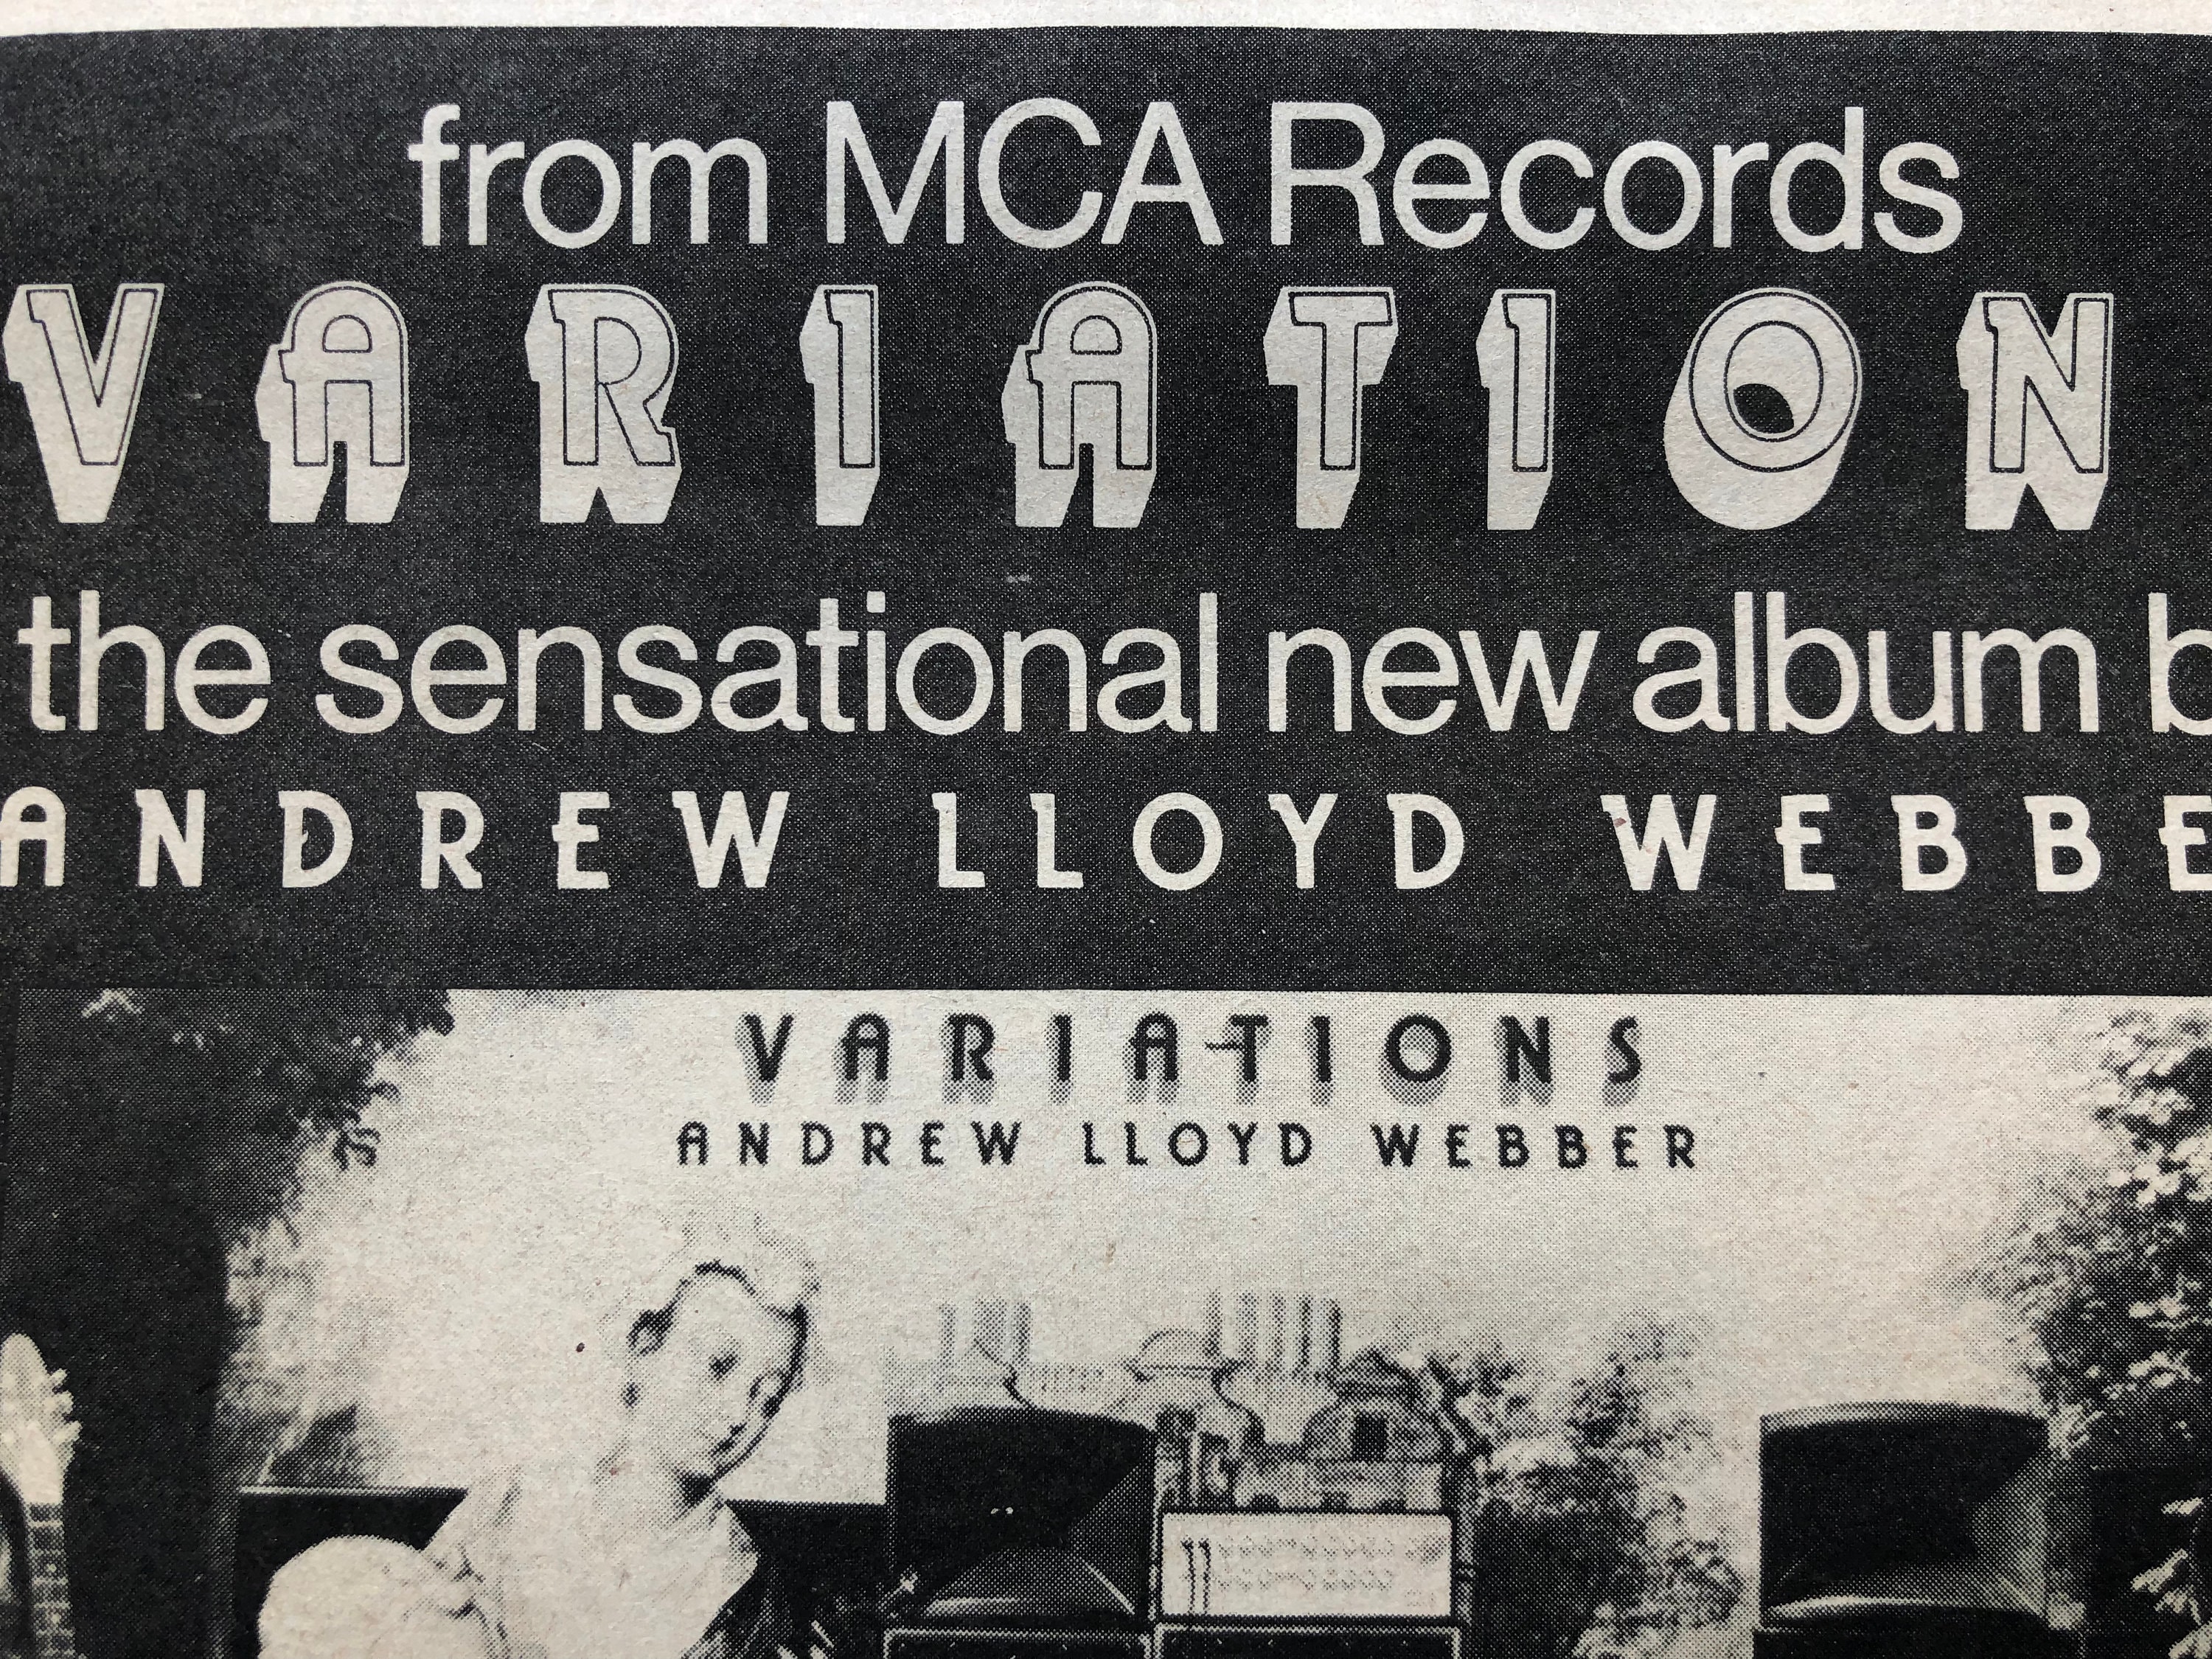 from MCA Records
VARIATION
the sensational new album b
ANDREW LLOYD WEBBE
VARIATIONS
ANDREW LLOYD WEBBER